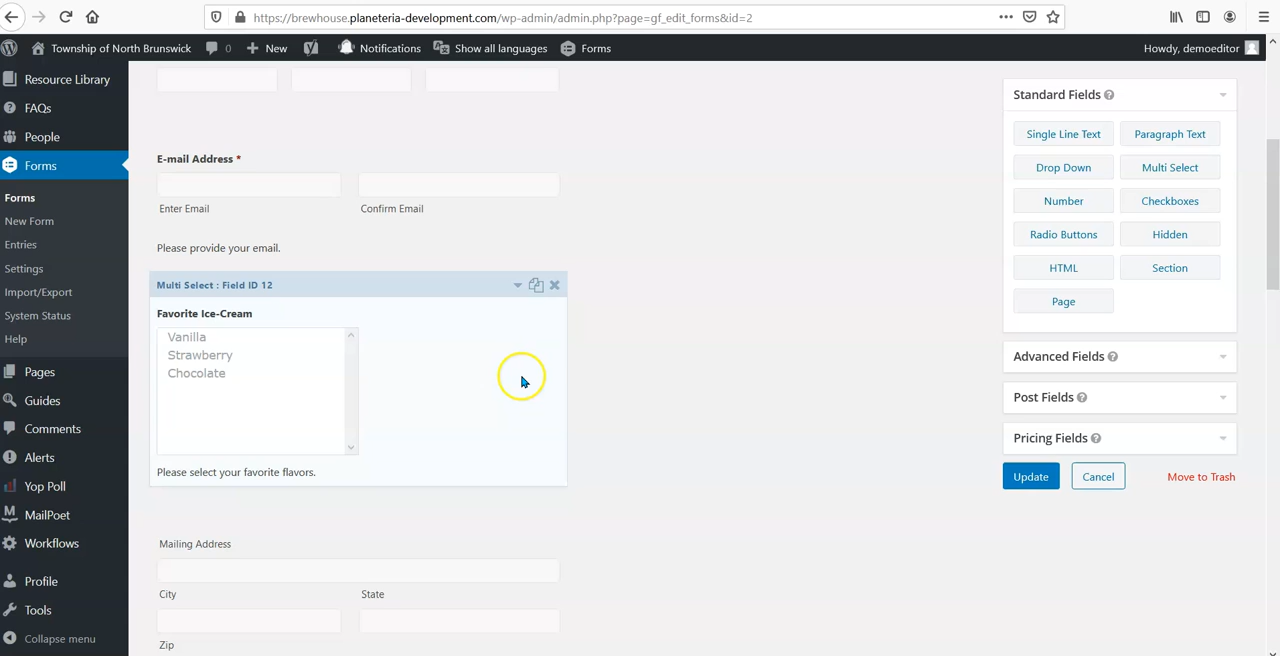 https://brewhouse.planeteria-development.com/wp-admin/admin.php?page=gf_edit_forms&id=2
Township of North Brunswick 0 New Notifications Show all languages Forms Howdy, demoeditor
Resource Library
FAQs
People
Forms
Forms
New Form
Entries
Settings
Import/Export
System Status
Help
Pages
Guides
Comments
Alerts
Yop Poll
MailPoet
Workflows
Profile
Tools
Collapse menu
E-mail Address *
Enter Email Confirm Email
Please provide your email.
Multi Select : Field ID 12
Favorite Ice-Cream
Vanilla
Strawberry
Chocolate
Please select your favorite flavors.
Mailing Address
City State
Zip
Standard Fields
Single Line Text Paragraph Text
Drop Down Multi Select
Number Checkboxes
Radio Buttons Hidden
HTML Section
Page
Advanced Fields
Post Fields
Pricing Fields
Update Cancel Move to Trash